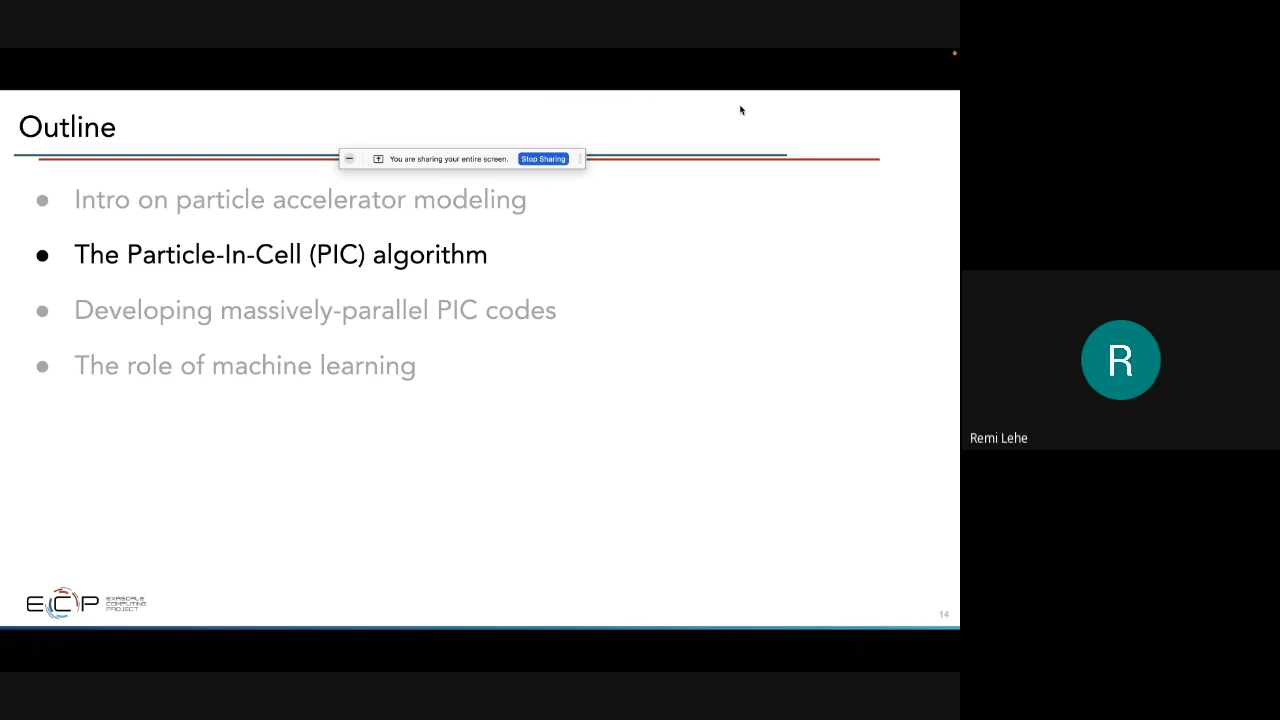 Outline
You are sharing your entire screen.
Stop Sharing
Intro on particle accelerator modeling
The Particle-In-Cell (PIC) algorithm
Developing massively-parallel PIC codes
The role of machine learning
R
Remi Lehe
ECP
EXASCALE
COMPUTING
PROJECT
14